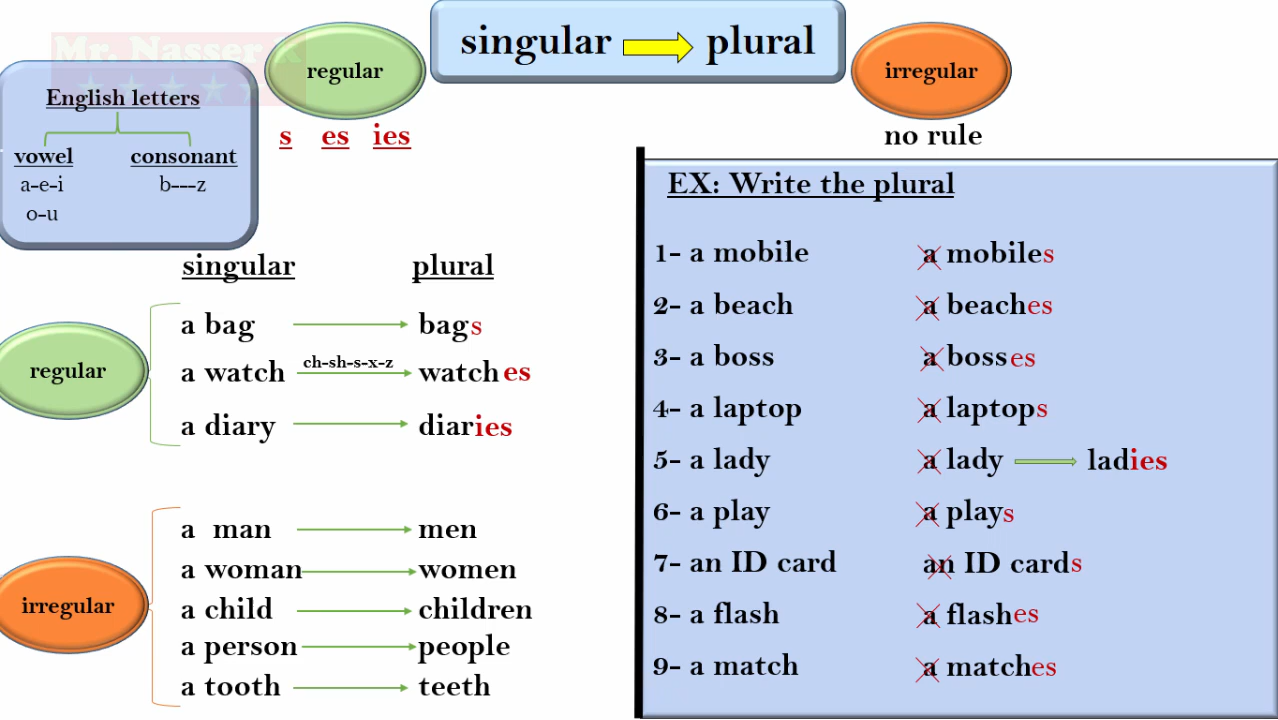 singular plural
Mr. Nasser
regular
irregular
s es ies
no rule
English letters
vowel consonant
a-e-i b---z
o-u
singular plural
regular
a bag bags
a watch ch-sh-s-x-z watches
a diary diaries
irregular
a man men
a woman women
a child children
a person people
a tooth teeth
EX: Write the plural
1- a mobile a mobiles
2- a beach a beaches
3- a boss a bosses
4- a laptop a laptops
5- a lady a lady ladies
6- a play a plays
7- an ID card an ID cards
8- a flash a flashes
9- a match a matches